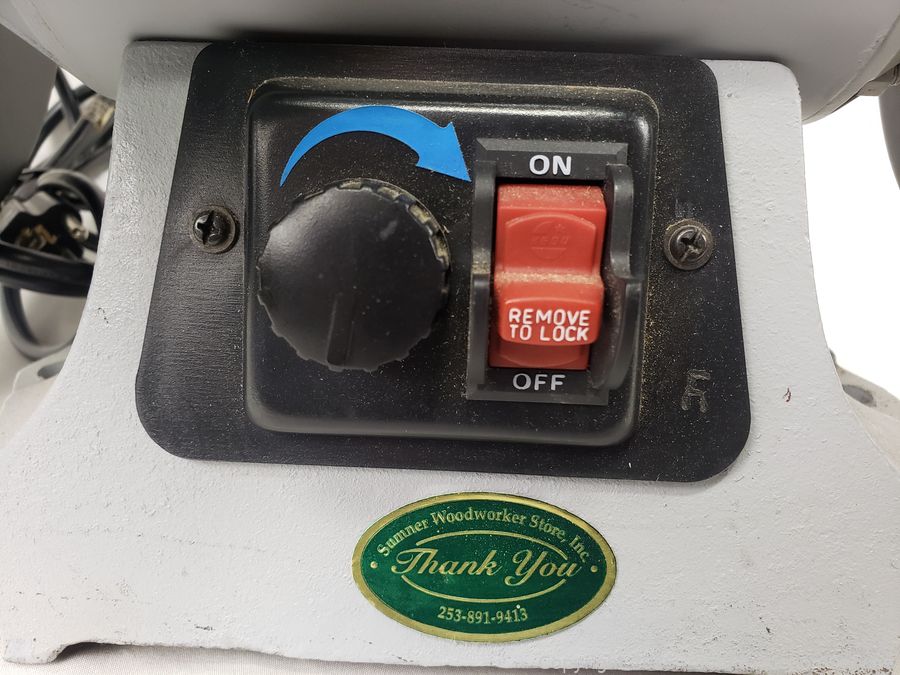 ON
REMOVE
TO LOCK
OFF
Sumner Woodworker Store, Inc.
Thank You
253-891-9413